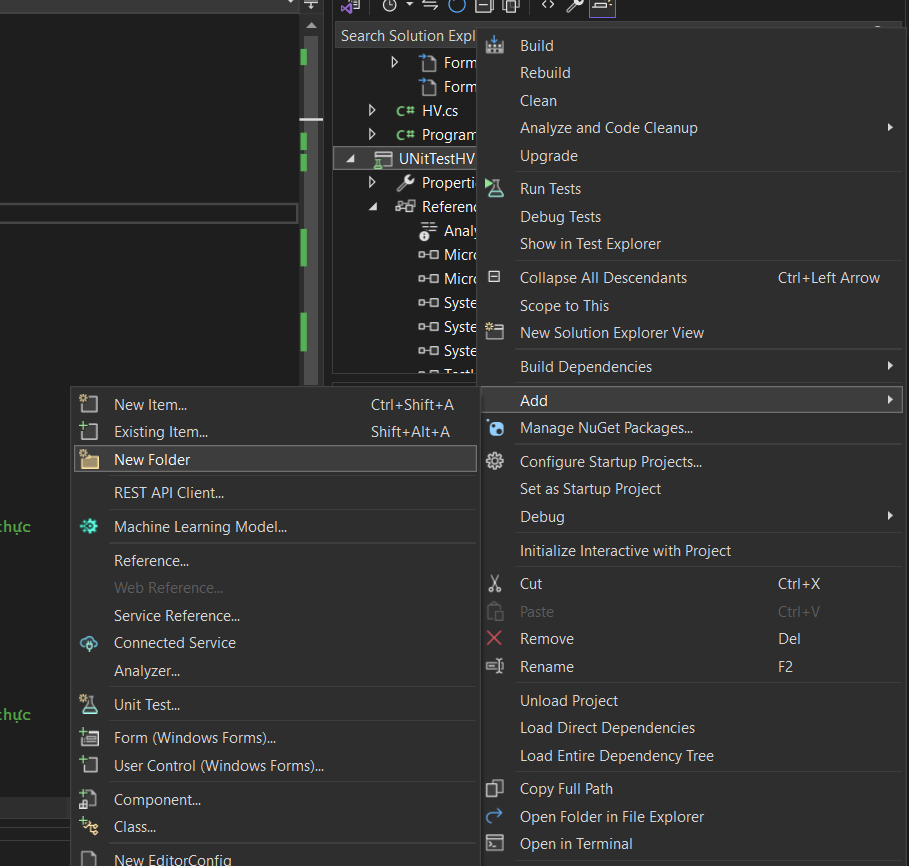 Search Solution Expl
Form
Form
C# HV.cs
C# Program
UNitTestHV
Properti
Referenc
Analy
Micro
Micro
Syste
Syste
Syste
Build
Rebuild
Clean
Analyze and Code Cleanup
Upgrade
Run Tests
Debug Tests
Show in Test Explorer
Collapse All Descendants Ctrl+Left Arrow
Scope to This
New Solution Explorer View
Build Dependencies
Add
Manage NuGet Packages...
Configure Startup Projects...
Set as Startup Project
Debug
Initialize Interactive with Project
Cut Ctrl+X
Paste Ctrl+V
Remove Del
Rename F2
Unload Project
Load Direct Dependencies
Load Entire Dependency Tree
Copy Full Path
Open Folder in File Explorer
Open in Terminal
New Item... Ctrl+Shift+A
Existing Item... Shift+Alt+A
New Folder
REST API Client...
Machine Learning Model...
Reference...
Web Reference...
Service Reference...
Connected Service
Analyzer...
Unit Test...
Form (Windows Forms)...
User Control (Windows Forms)...
Component...
Class...
New EditorConfig
thực
thực